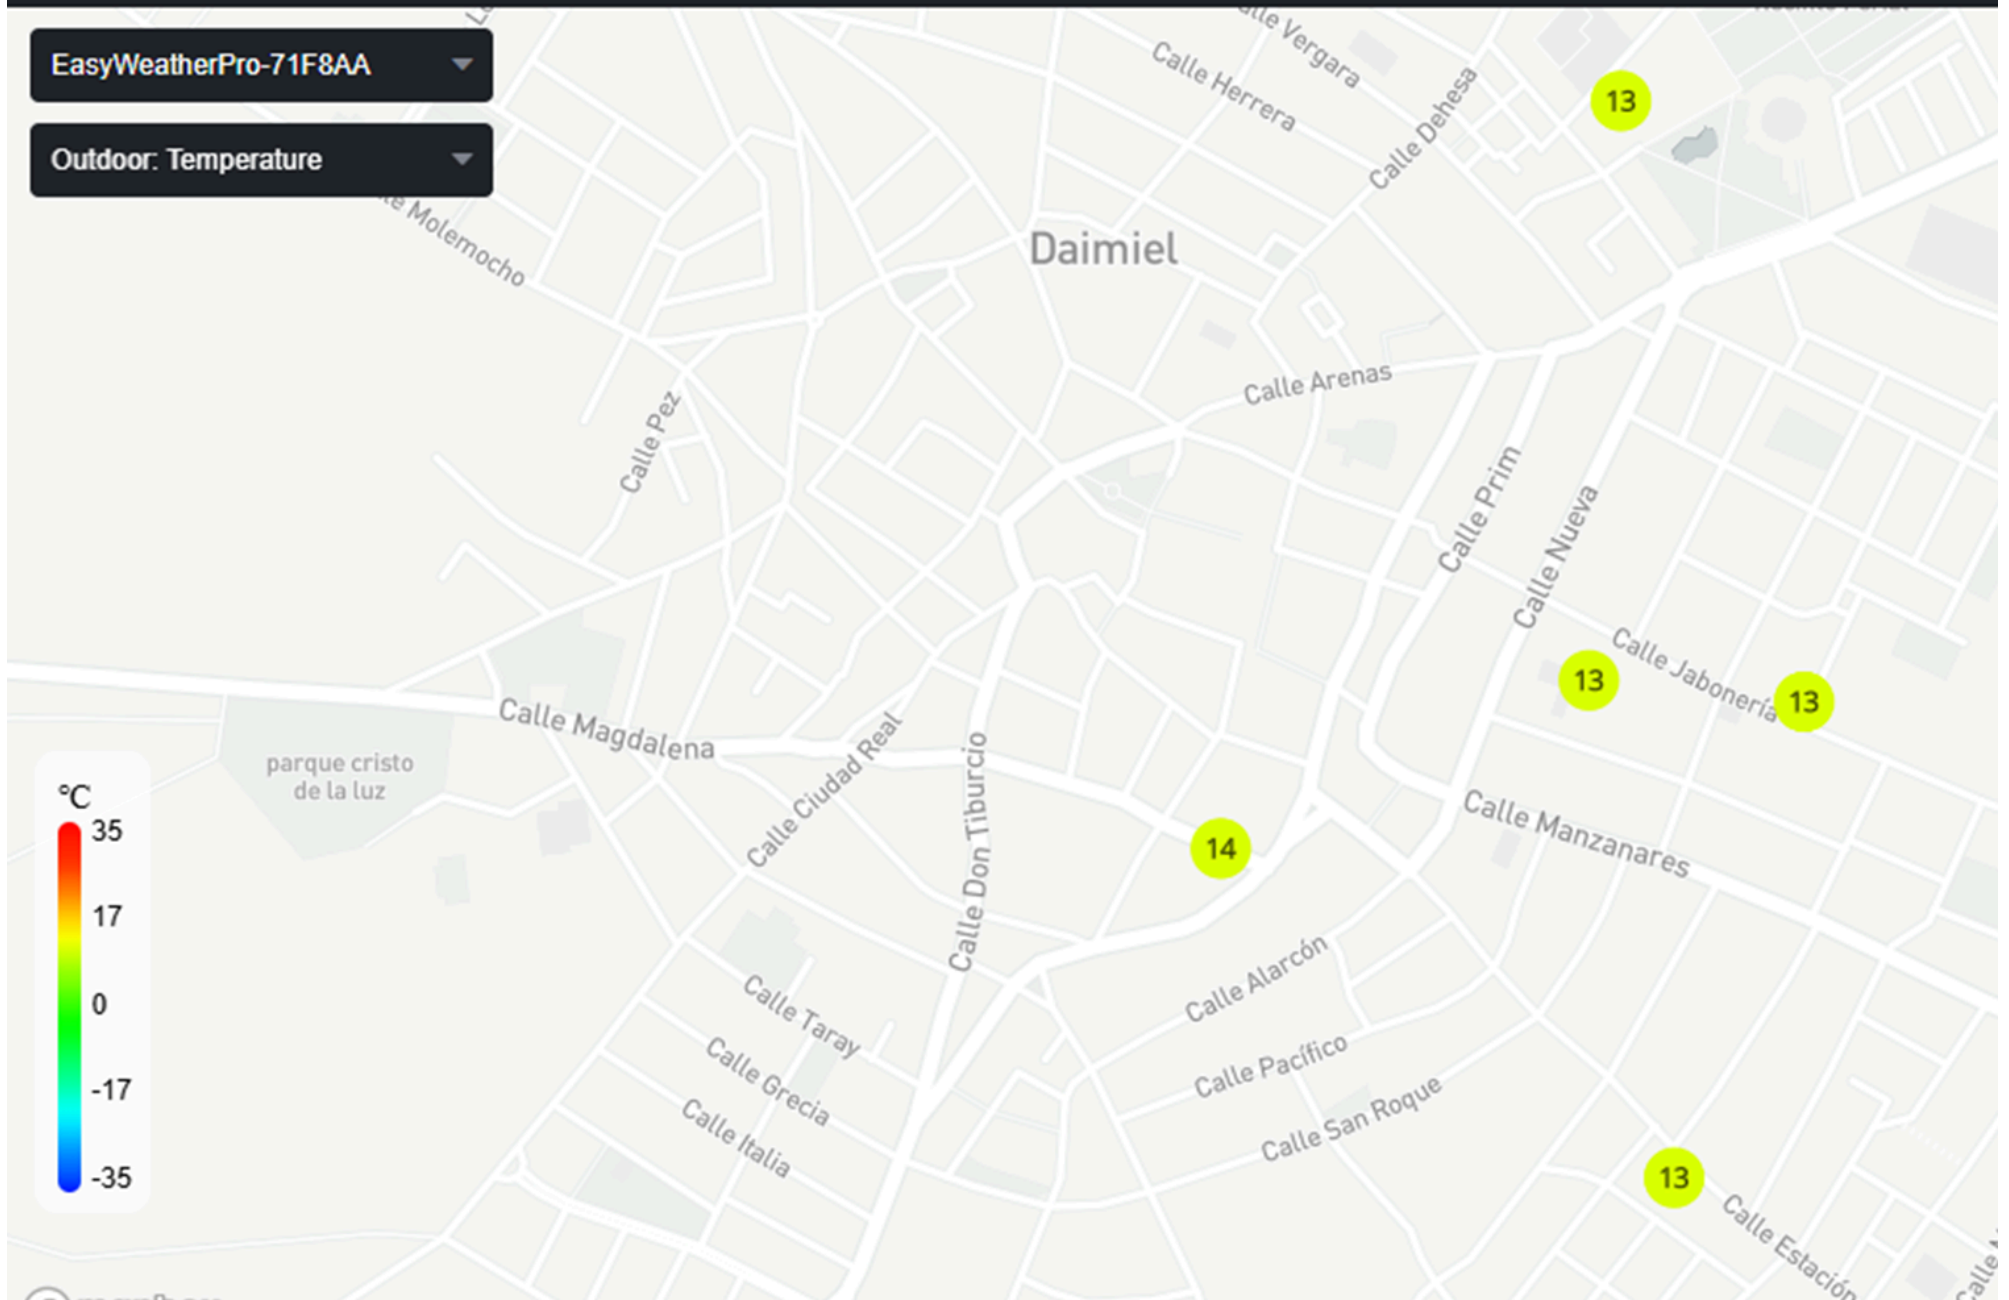 EasyWeatherPro-71F8AA
Outdoor: Temperature
Calle Vergara
Calle Herrera
Calle Dehesa
13
Molemocho
Daimiel
Calle Arenas
Calle Pez
Calle Prim
Calle Nueva
Calle Jabonería
13
13
Calle Magdalena
Calle Ciudad Real
Calle Don Tiburcio
parque cristo
de la luz
°C
35
17
0
-17
-35
14
Calle Manzanares
Calle Alarcón
Calle Taray
Calle Pacífico
Calle Grecia
Calle San Roque
Calle Italia
13
Calle Estación
Calle